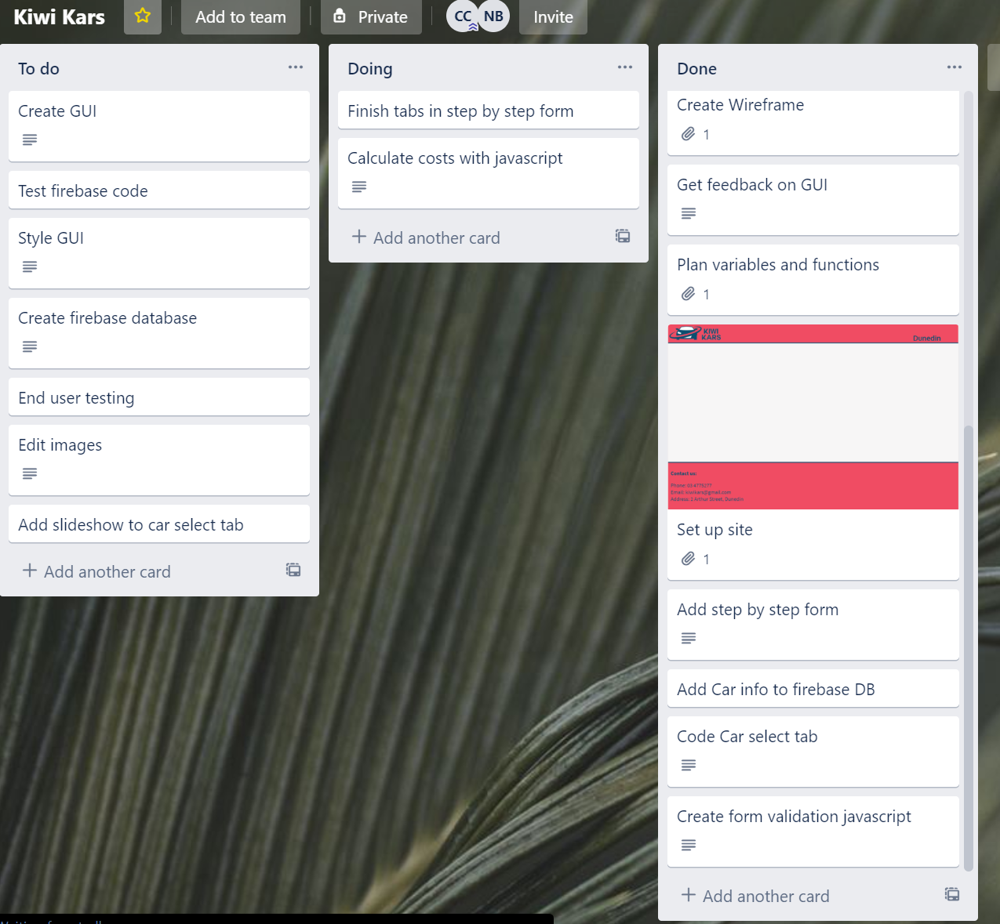 Kiwi Kars
Add to team
Private
CC
NB
Invite
To do
Create GUI
Test firebase code
Style GUI
Create firebase database
End user testing
Edit images
Add slideshow to car select tab
Add another card
Doing
Finish tabs in step by step form
Calculate costs with javascript
Add another card
Done
Create Wireframe
1
Get feedback on GUI
Plan variables and functions
1
KIWI
KARS
Dunedin
Contact us:
Phone: 03 4779277
Email: kiwikars@gmail.com
Address: 2 Arthur Street, Dunedin
Set up site
1
Add step by step form
Add Car info to firebase DB
Code Car select tab
Create form validation javascript
Add another card